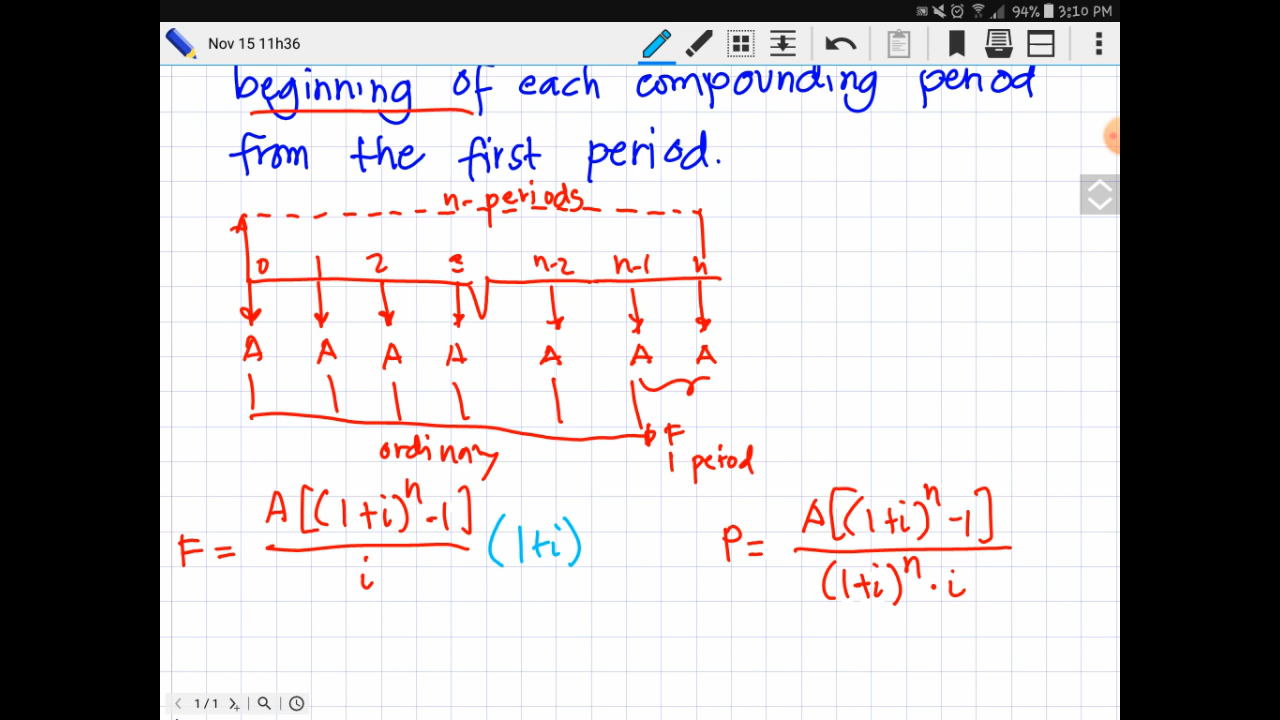 94% 3:10 PM
Nov 15 11h36
beginning of each compounding period
from the first period.
n-periods
0 1 2 3 n-2 n-1 n
A A A A A A A
F
ordinary 1 period
F = A[(1+i)^n - 1] / i (1+i) P = A[(1+i)^n - 1] / (1+i)^n · i
1/1